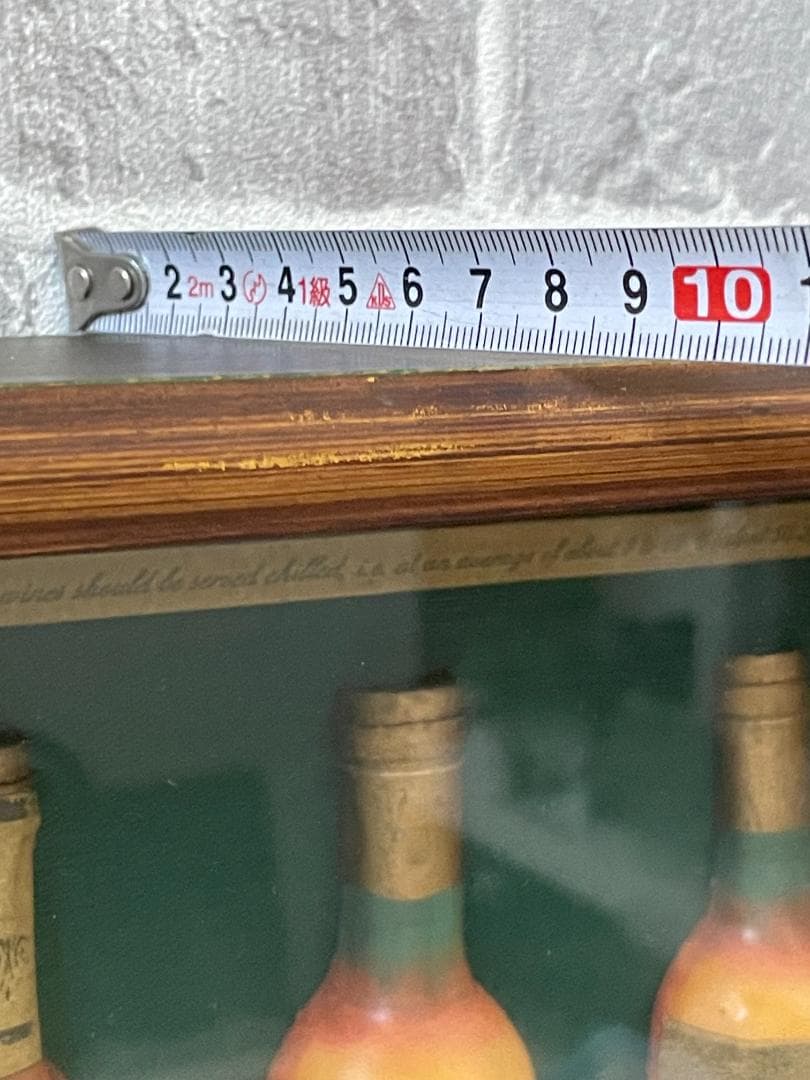 2 2m 3 4 1級 5 KDS 6 7 8 9 10
wines should be served chilled, i.e. at an average of about